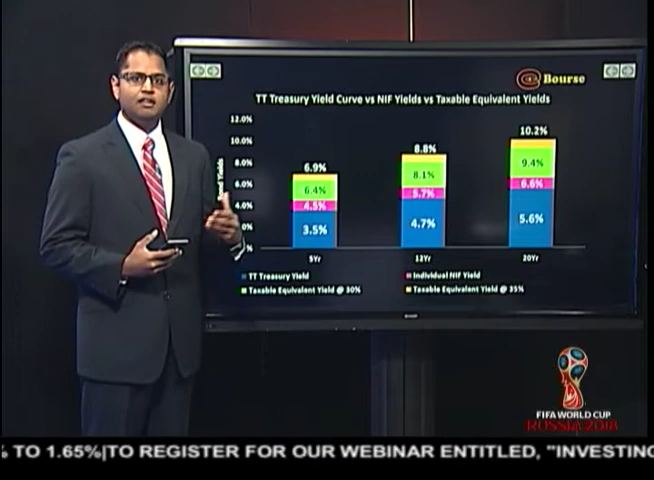 Bourse
TT Treasury Yield Curve vs NIF Yields vs Taxable Equivalent Yields
12.0%
10.0%
8.0%
6.0%
4.0%
Yields
6.9%
6.4%
4.5%
3.5%
8.8%
8.1%
5.7%
4.7%
10.2%
9.4%
6.6%
5.6%
5Yr
12Yr
20Yr
TT Treasury Yield
Individual NIF Yield
Taxable Equivalent Yield @ 30%
Taxable Equivalent Yield @ 35%
FIFA WORLD CUP
RUSSIA 2018
% TO 1.65%|TO REGISTER FOR OUR WEBINAR ENTITLED, "INVESTING